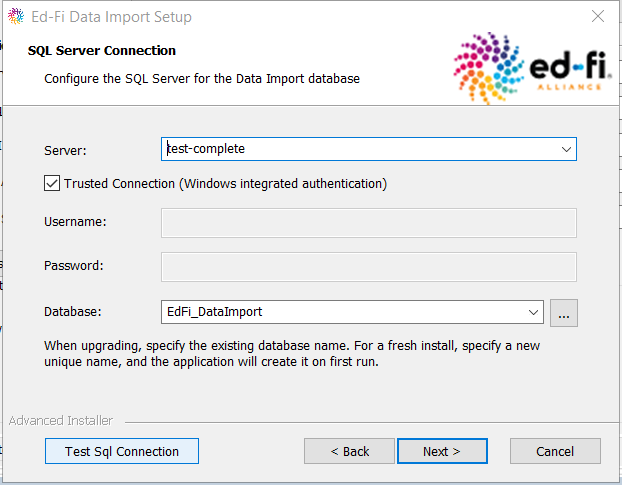 Ed-Fi Data Import Setup
SQL Server Connection
Configure the SQL Server for the Data Import database
ed-fi
ALLIANCE
Server:
test-complete
Trusted Connection (Windows integrated authentication)
Username:
Password:
Database:
EdFi_DataImport
...
When upgrading, specify the existing database name. For a fresh install, specify a new
unique name, and the application will create it on first run.
Advanced Installer
Test Sql Connection
< Back
Next >
Cancel